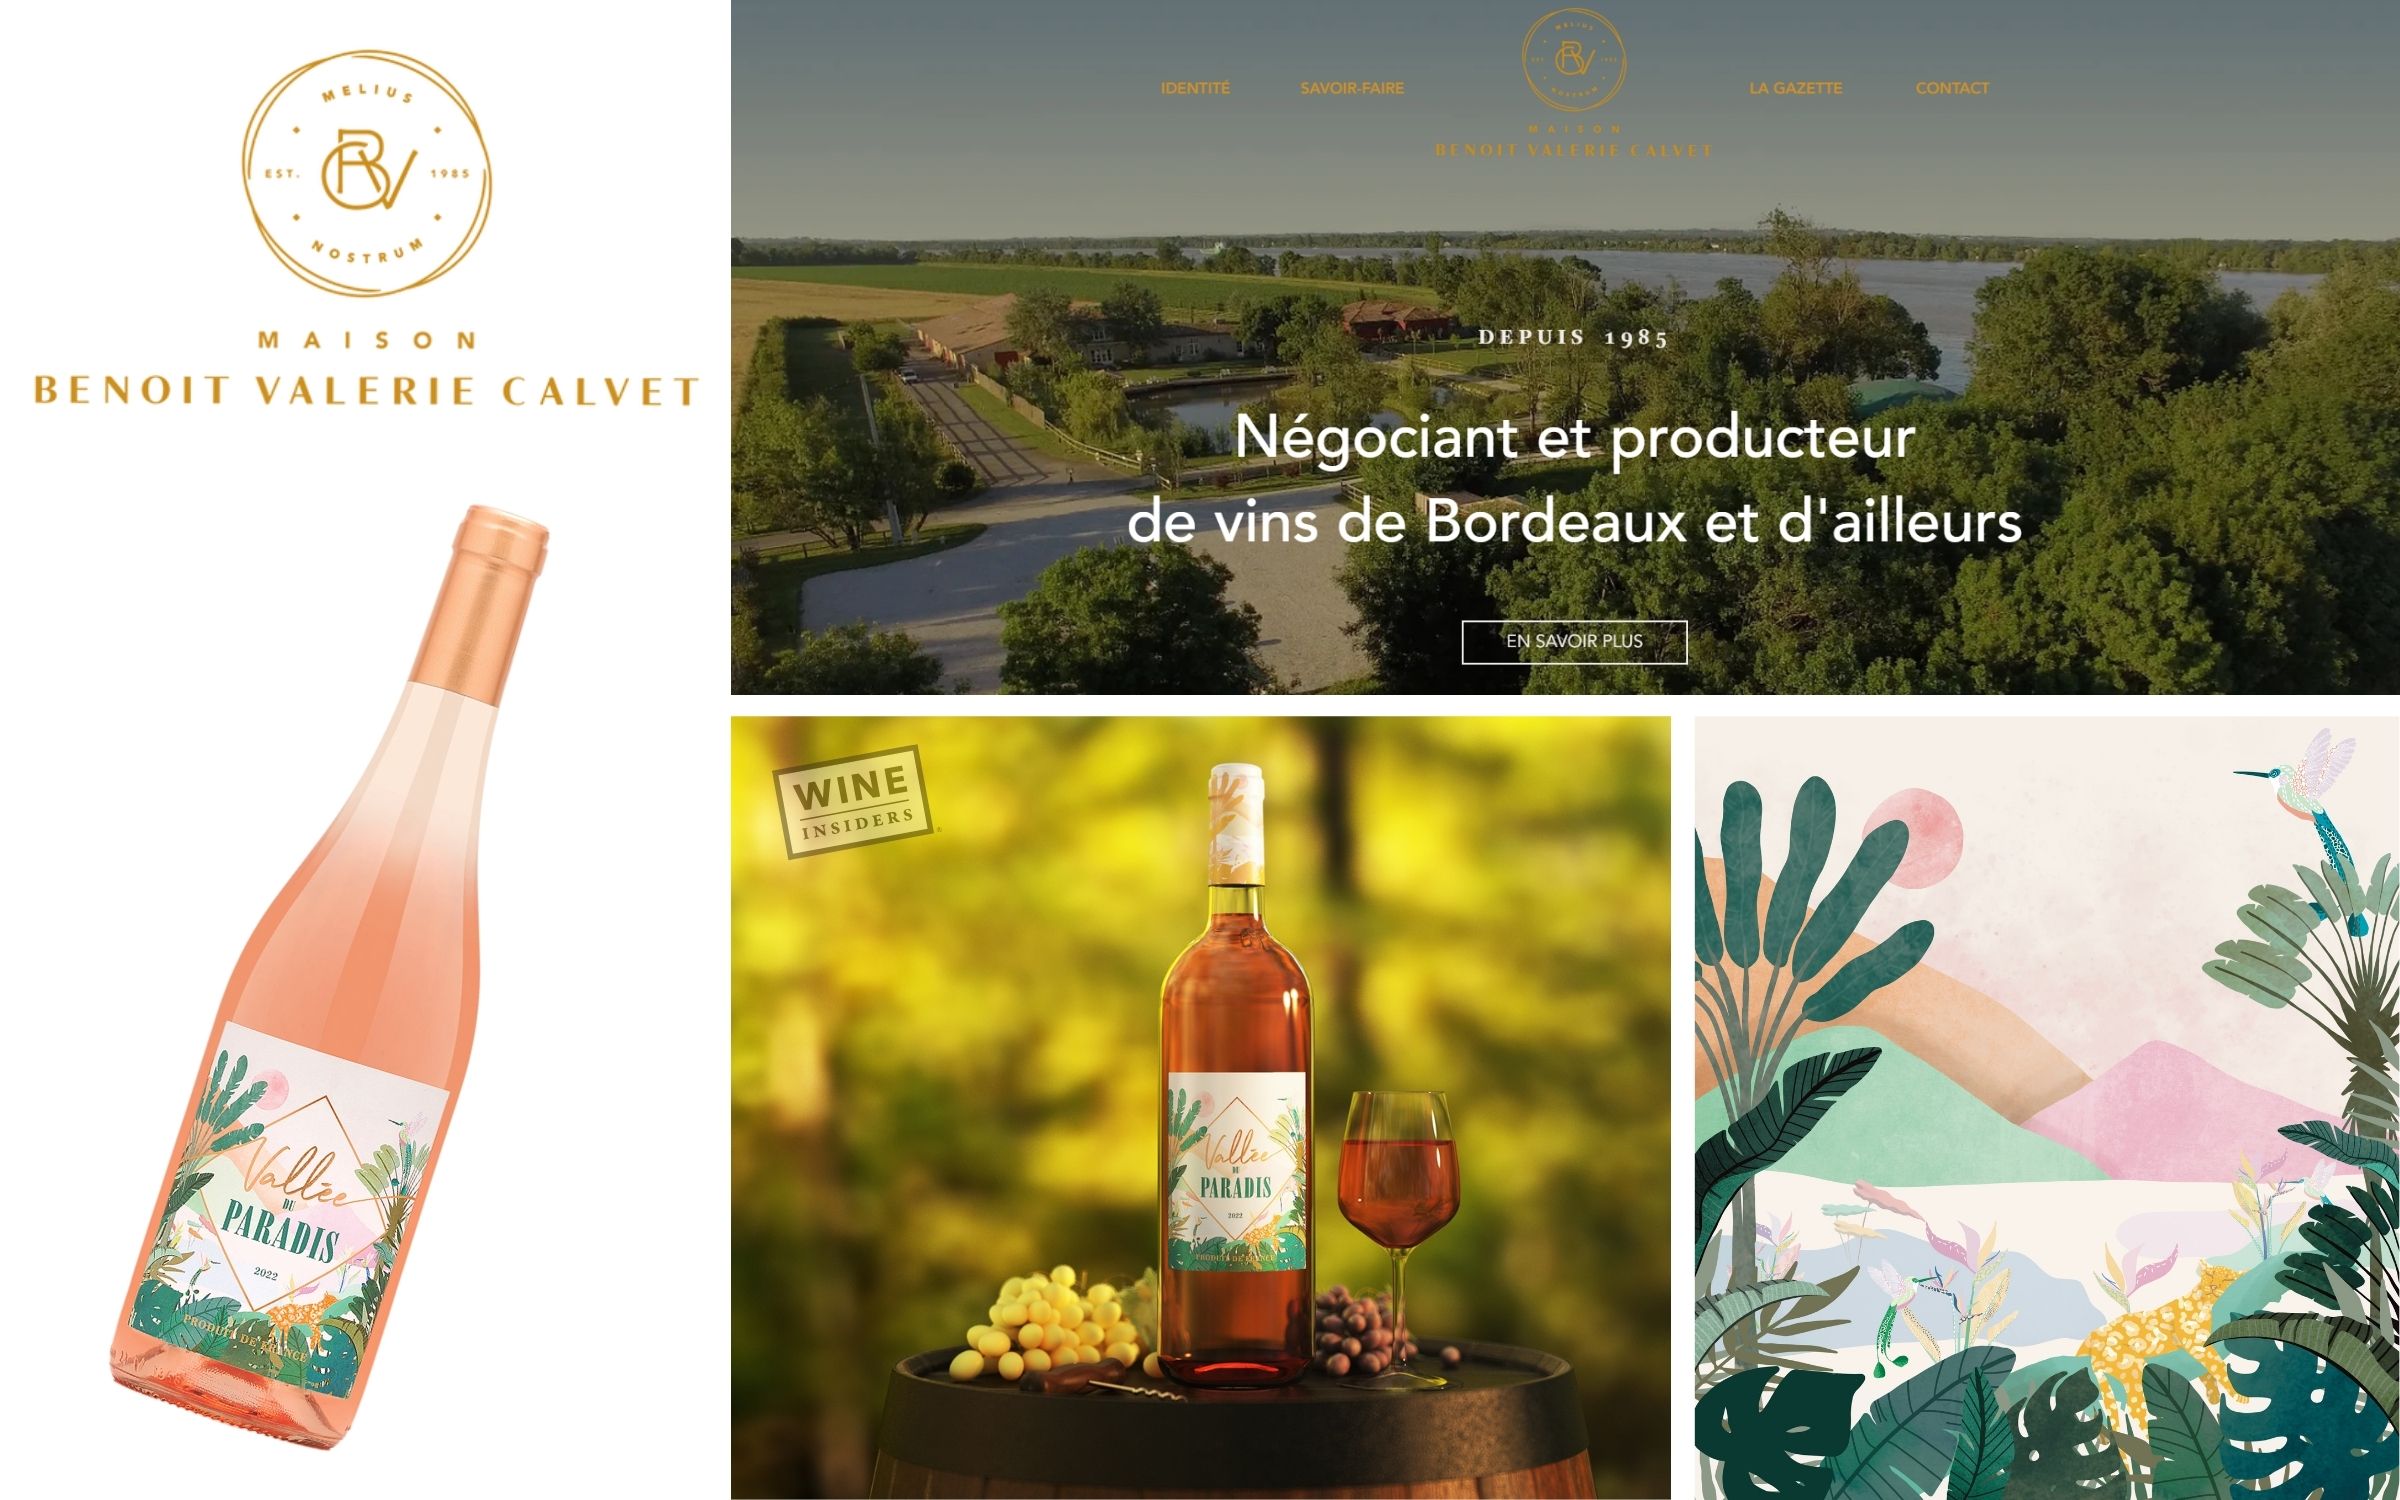 MELIUS
EST. BVC 1985
NOSTRUM
MAISON
BENOIT VALERIE CALVET
Vallée
DU
PARADIS
2022
PRODUIT DE FRANCE
IDENTITÉ
SAVOIR-FAIRE
MELIUS
EST. BVC 1985
NOSTRUM
MAISON
BENOIT VALERIE CALVET
LA GAZETTE
CONTACT
DEPUIS 1985
Négociant et producteur
de vins de Bordeaux et d'ailleurs
EN SAVOIR PLUS
WINE
INSIDERS
®
Vallée
DU
PARADIS
2022
PRODUIT DE FRANCE